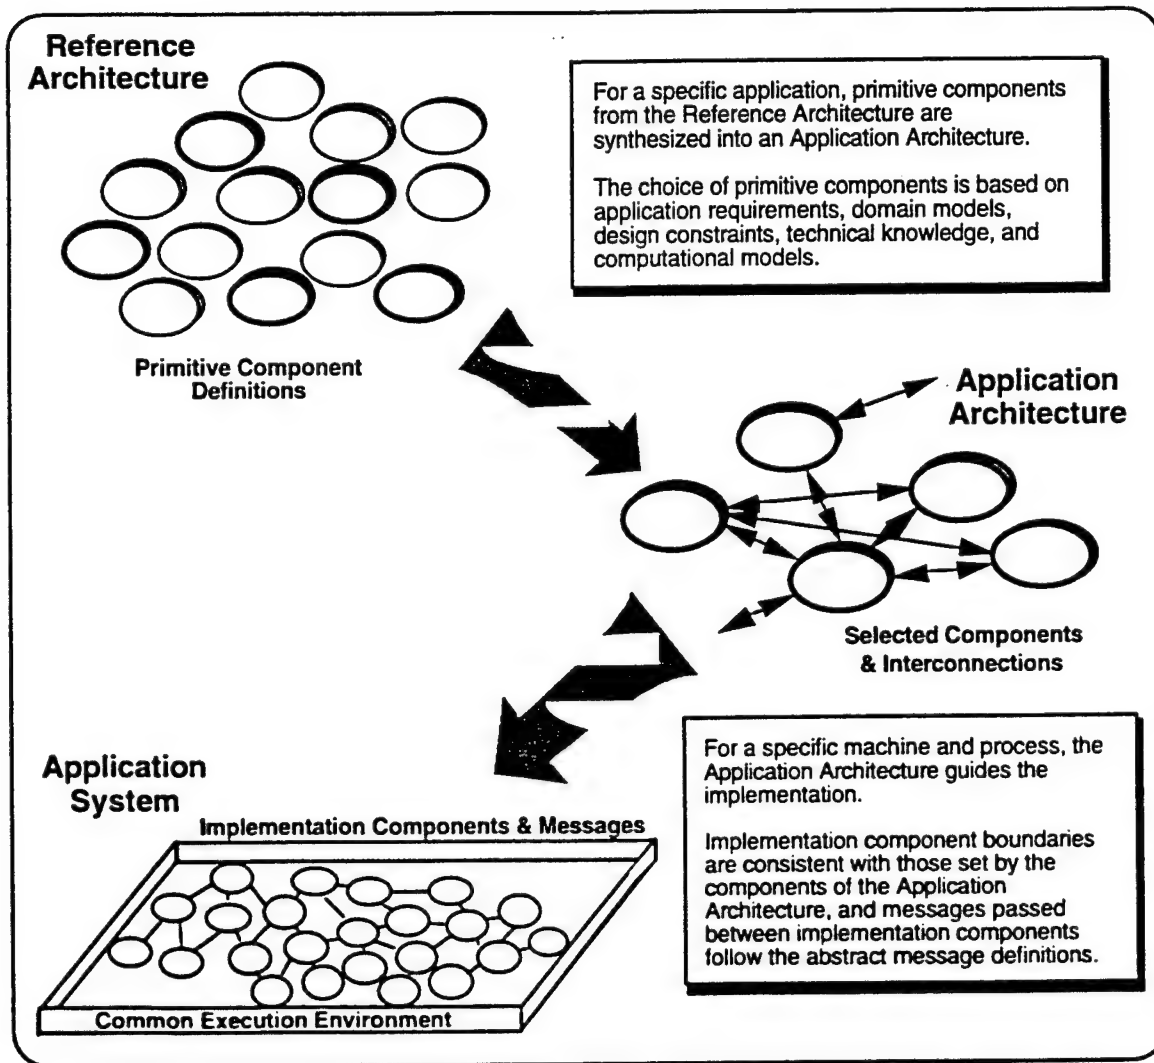 Reference
Architecture
For a specific application, primitive components
from the Reference Architecture are
synthesized into an Application Architecture.
The choice of primitive components is based on
application requirements, domain models,
design constraints, technical knowledge, and
computational models.
Primitive Component
Definitions
Application
Architecture
Selected Components
& Interconnections
For a specific machine and process, the
Application Architecture guides the
implementation.
Implementation component boundaries
are consistent with those set by the
components of the Application
Architecture, and messages passed
between implementation components
follow the abstract message definitions.
Application
System
Implementation Components & Messages
Common Execution Environment